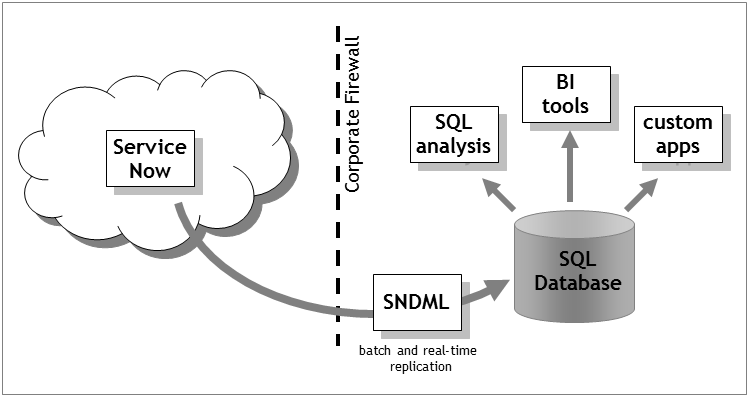 Service
Now
Corporate Firewall
SQL
analysis
BI
tools
custom
apps
SQL
Database
SNDML
batch and real-time
replication